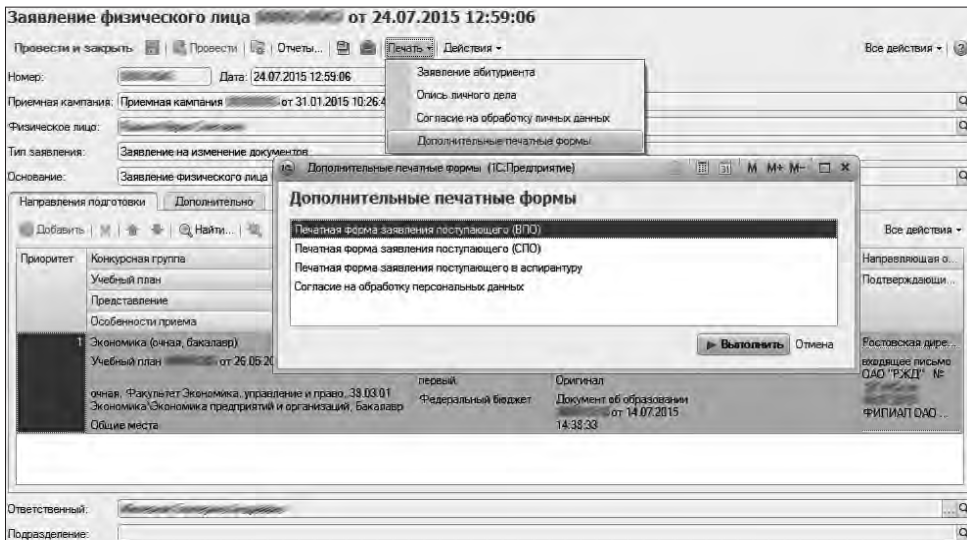 Заявление физического лица от 24.07.2015 12:59:06
Провести и закрыть Провести Отчеты... Печать Действия Все действия
Номер: Дата: 24.07.2015 12:59:06
Заявление абитуриента
Опись личного дела
Согласие на обработку личных данных
Дополнительные печатные формы
Приемная кампания: Приемная кампания от 31.01.2015 10:26:4
Физическое лицо:
Тип заявления: Заявление на изменение документов
Основание: Заявление физического лица
Дополнительные печатные формы (1С:Предприятие) M M+ M-
Дополнительные печатные формы
Печатная форма заявления поступающего (ВПО)
Печатная форма заявления поступающего (СПО)
Печатная форма заявления поступающего в аспирантуру
Согласие на обработку персональных данных
Выполнить Отмена
Направления подготовки Дополнительно
Добавить Найти... Все действия
Приоритет Конкурсная группа Направляющая о...
Учебный план Подтверждающи...
Представление
Особенности приема
1 Экономика (очная, бакалавр) Ростовская дире...
Учебный план от 26.05.20 входящее письмо
ОАО "РЖД" №
первый Оригинал
очная, Факультет Экономика, управление и право, 38.03.01 Федеральный бюджет Документ об образовании
Экономика\Экономика предприятий и организаций, Бакалавр от 14.07.2015 ФИЛИАЛ ОАО ...
Общие места 14:38:33
Ответственный:
Подразделение: